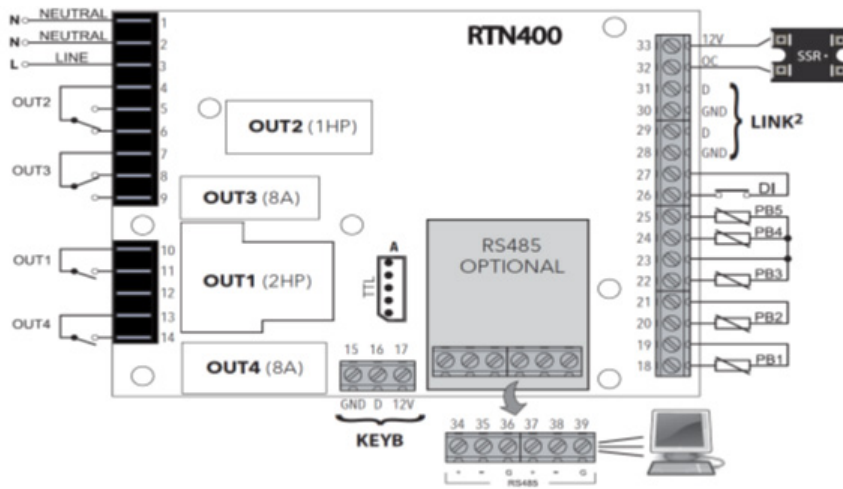 RTN400
N NEUTRAL 1
N NEUTRAL 2
L LINE 3
4
OUT2 5
6
7
OUT3 8
9
10
OUT1 11
12
13
OUT4 14
OUT2 (1HP)
OUT3 (8A)
OUT1 (2HP)
OUT4 (8A)
A
TTL
15 16 17
GND D 12V
KEYB
RS485
OPTIONAL
34 35 36 37 38 39
+ = G + = G
RS485
33 12V
32 OC
SSR
31 D
30 GND
29 D
28 GND
LINK²
27
26 DI
25 PB5
24 PB4
23
22 PB3
21
20 PB2
19
18 PB1